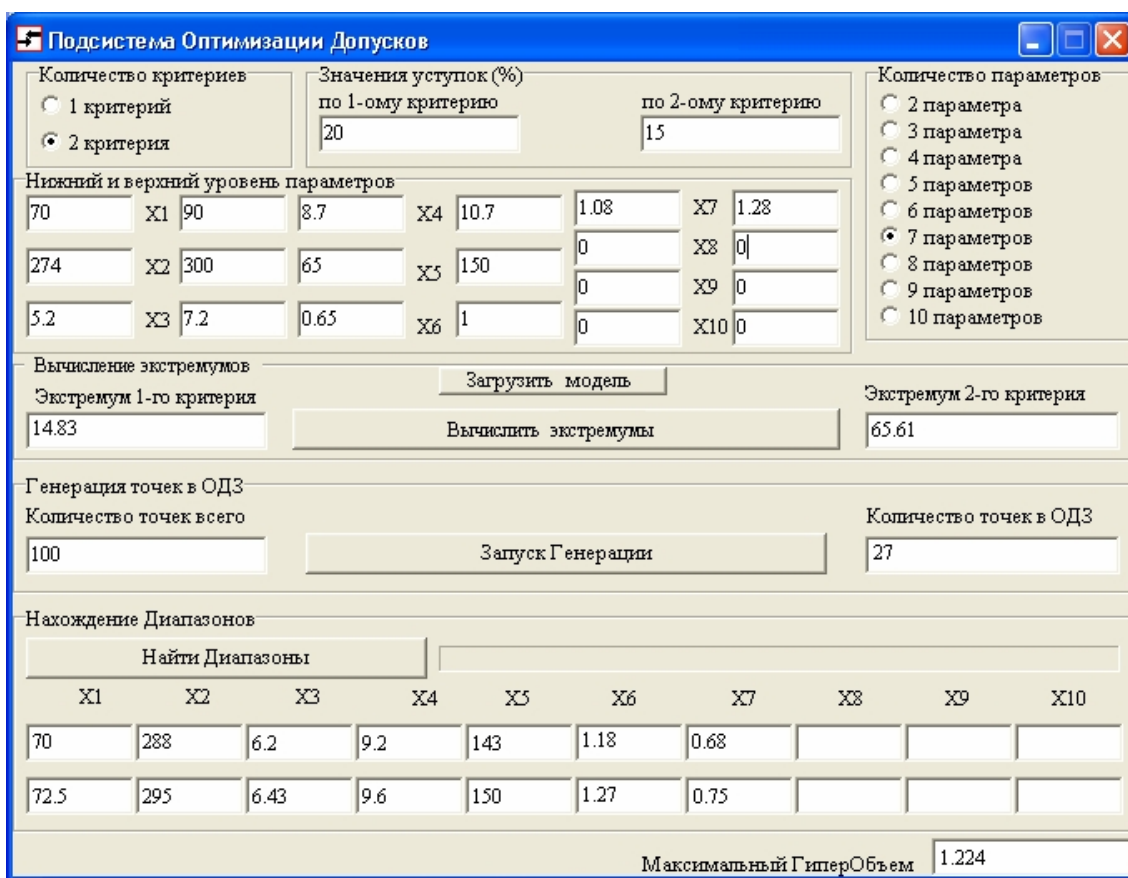 Подсистема Оптимизации Допусков
Количество критериев
1 критерий
2 критерия
Значения уступок (%)
по 1-ому критерию
по 2-ому критерию
20
15
Количество параметров
2 параметра
3 параметра
4 параметра
5 параметров
6 параметров
7 параметров
8 параметров
9 параметров
10 параметров
Нижний и верхний уровень параметров
70 X1 90 8.7 X4 10.7 1.08 X7 1.28
0 X8 0
274 X2 300 65 X5 150
0 X9 0
5.2 X3 7.2 0.65 X6 1
0 X10 0
Вычисление экстремумов
Загрузить модель
Экстремум 1-го критерия
Экстремум 2-го критерия
14.83
Вычислить экстремумы
65.61
Генерация точек в ОДЗ
Количество точек всего
Количество точек в ОДЗ
100
Запуск Генерации
27
Нахождение Диапазонов
Найти Диапазоны
X1 X2 X3 X4 X5 X6 X7 X8 X9 X10
70 288 6.2 9.2 143 1.18 0.68
72.5 295 6.43 9.6 150 1.27 0.75
Максимальный ГиперОбъем 1.224